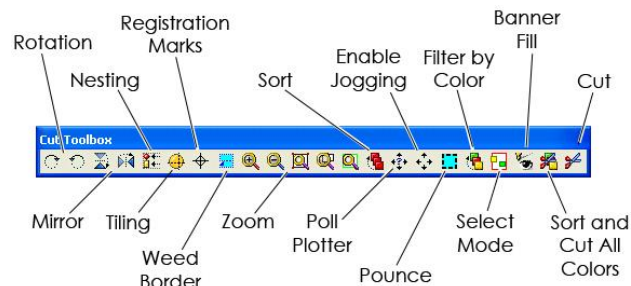 Banner
Fill
Registration
Marks
Rotation
Enable
Jogging
Filter by
Color
Nesting
Sort
Cut
Cut Toolbox
Mirror
Tiling
Zoom
Poll
Plotter
Select
Mode
Sort and
Cut All
Colors
Weed
Border
Pounce